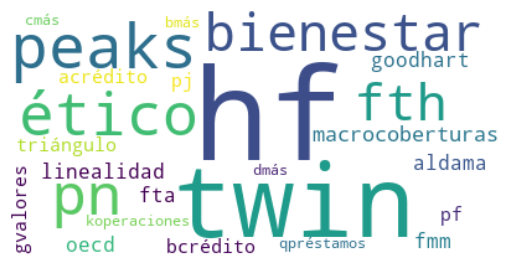 cmás bmás
peaks bienestar
acrédito pj goodhart
ético hf fth
triángulo macrocoberturas
linealidad dmás aldama
gvalores pn fta twin pf
koperaciones
oecd bcrédito qpréstamos fmm